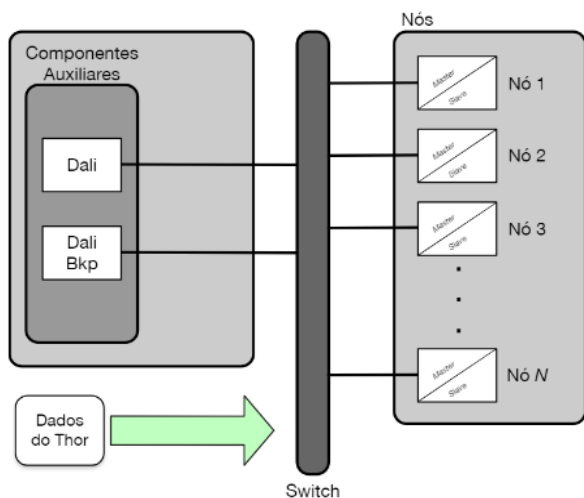 Componentes
Auxiliares
Dali
Dali
Bkp
Dados
do Thor
Switch
Nós
Master
Slave
Nó 1
Master
Slave
Nó 2
Master
Slave
Nó 3
Master
Slave
Nó N